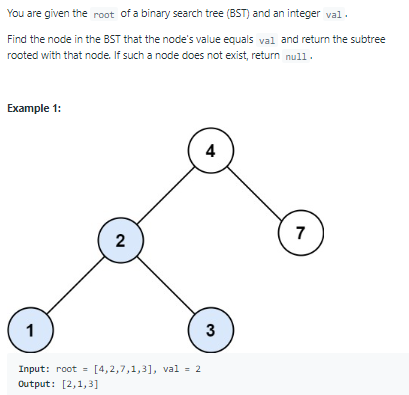 You are given the root of a binary search tree (BST) and an integer val.
Find the node in the BST that the node's value equals val and return the subtree
rooted with that node. If such a node does not exist, return null.
Example 1:
4
2
7
1
3
Input: root = [4,2,7,1,3], val = 2
Output: [2,1,3]